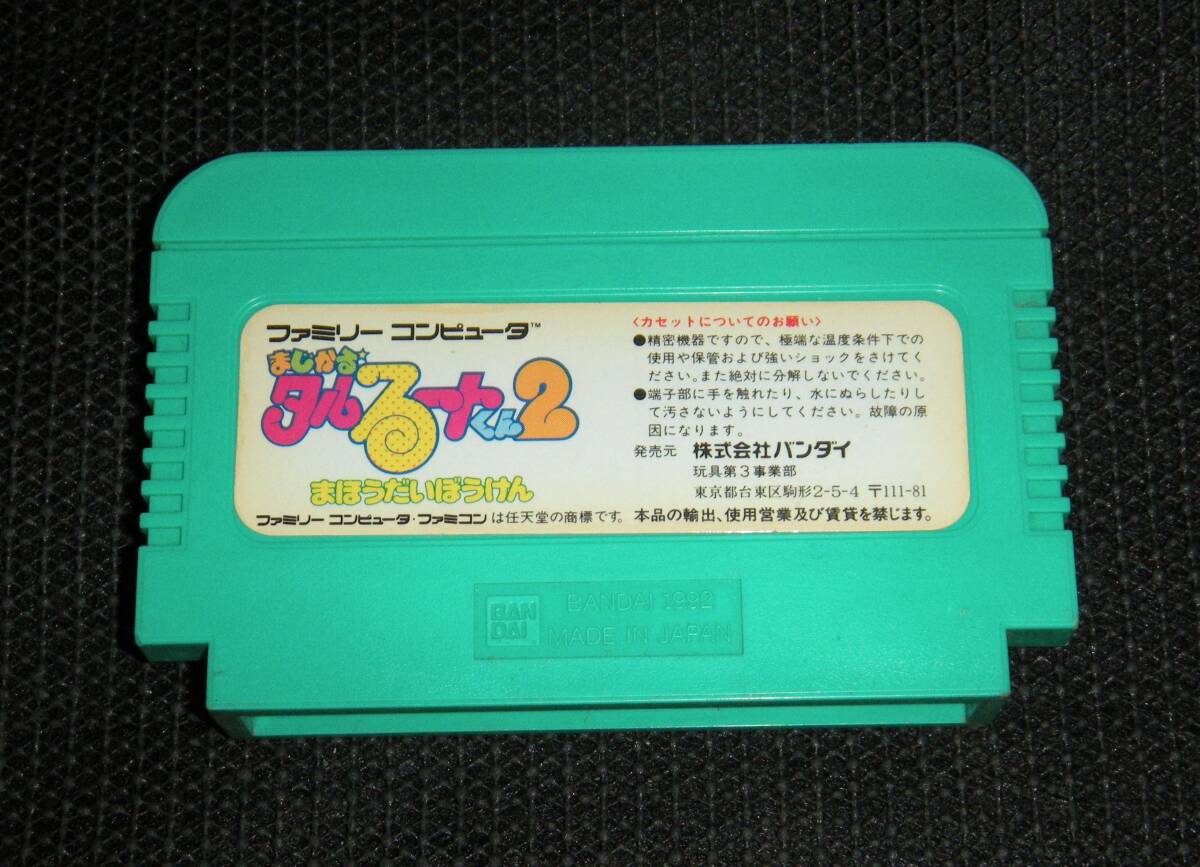 ファミリー コンピュータ™
まじかる
タルるートくん2
まほうだいぼうけん
ファミリー コンピュータ・ファミコンは任天堂の商標です。
〈カセットについてのお願い〉
●精密機器ですので、極端な温度条件下での
使用や保管および強いショックをさけてく
ださい。また絶対に分解しないでください。
●端子部に手を触れたり、水にぬらしたりし
て汚さないようにしてください。故障の原
因になります。
発売元 株式会社バンダイ
玩具第3事業部
東京都台東区駒形2-5-4 〒111-81
本品の輸出、使用営業及び賃貸を禁じます。
BAN
DAI
BANDAI 1992
MADE IN JAPAN